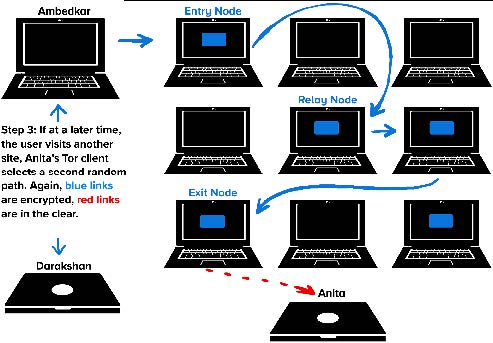 Ambedkar
Entry Node
Relay Node
Step 3: If at a later time,
the user visits another
site, Anita's Tor client
selects a second random
path. Again, blue links
are encrypted, red links
are in the clear.
Exit Node
Darakshan
Anita